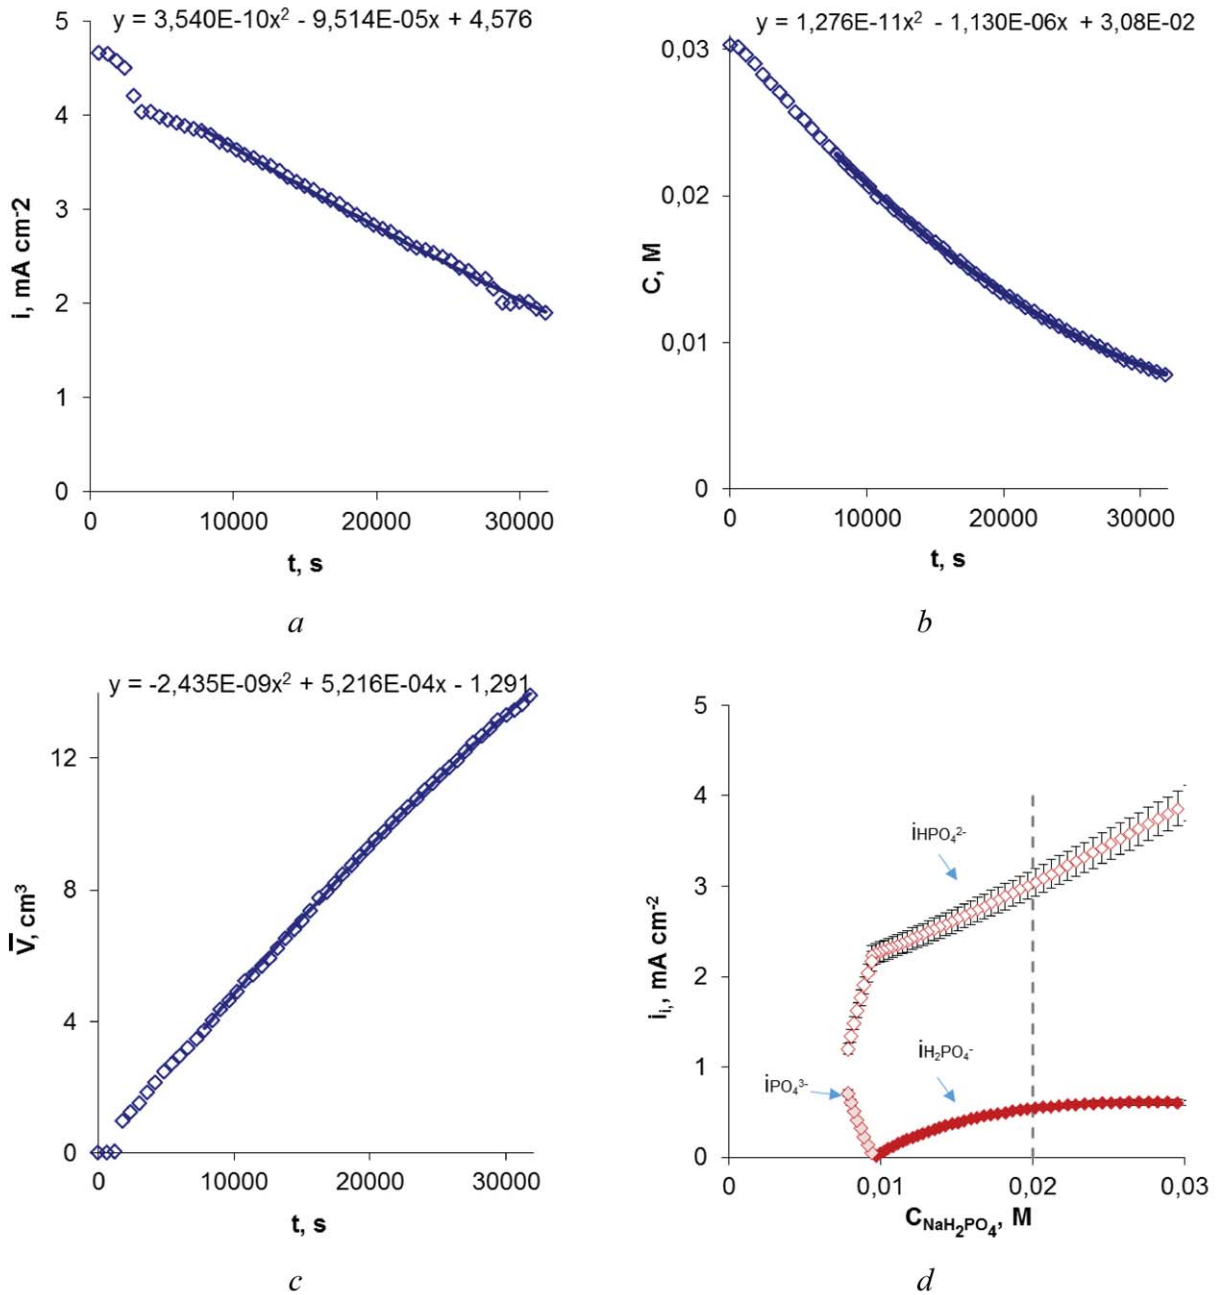 y = 3,540E-10x² - 9,514E-05x + 4,576
5
4
3
2
1
0
i, mA cm-2
0 10000 20000 30000
t, s
a
y = 1,276E-11x² - 1,130E-06x + 3,08E-02
0,03
0,02
0,01
0
C, M
0 10000 20000 30000
t, s
b
y = -2,435E-09x² + 5,216E-04x - 1,291
12
8
4
0
V̅, cm³
0 10000 20000 30000
t, s
c
5
4
3
2
1
0
i_i, mA cm-2
iHPO₄²⁻
iH₂PO₄⁻
iPO₄³⁻
0 0,01 0,02 0,03
C_NaH₂PO₄, M
d